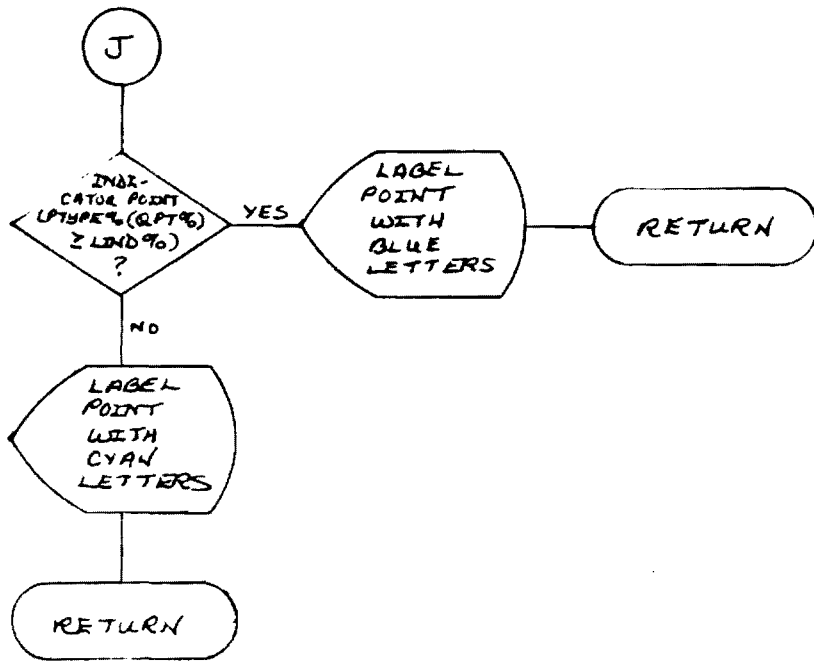 J
INDI-
CATOR POINT
(PTYPE%(QPT%)
≥ LIND%)
?
YES
LABEL
POINT
WITH
BLUE
LETTERS
RETURN
NO
LABEL
POINT
WITH
CYAN
LETTERS
RETURN